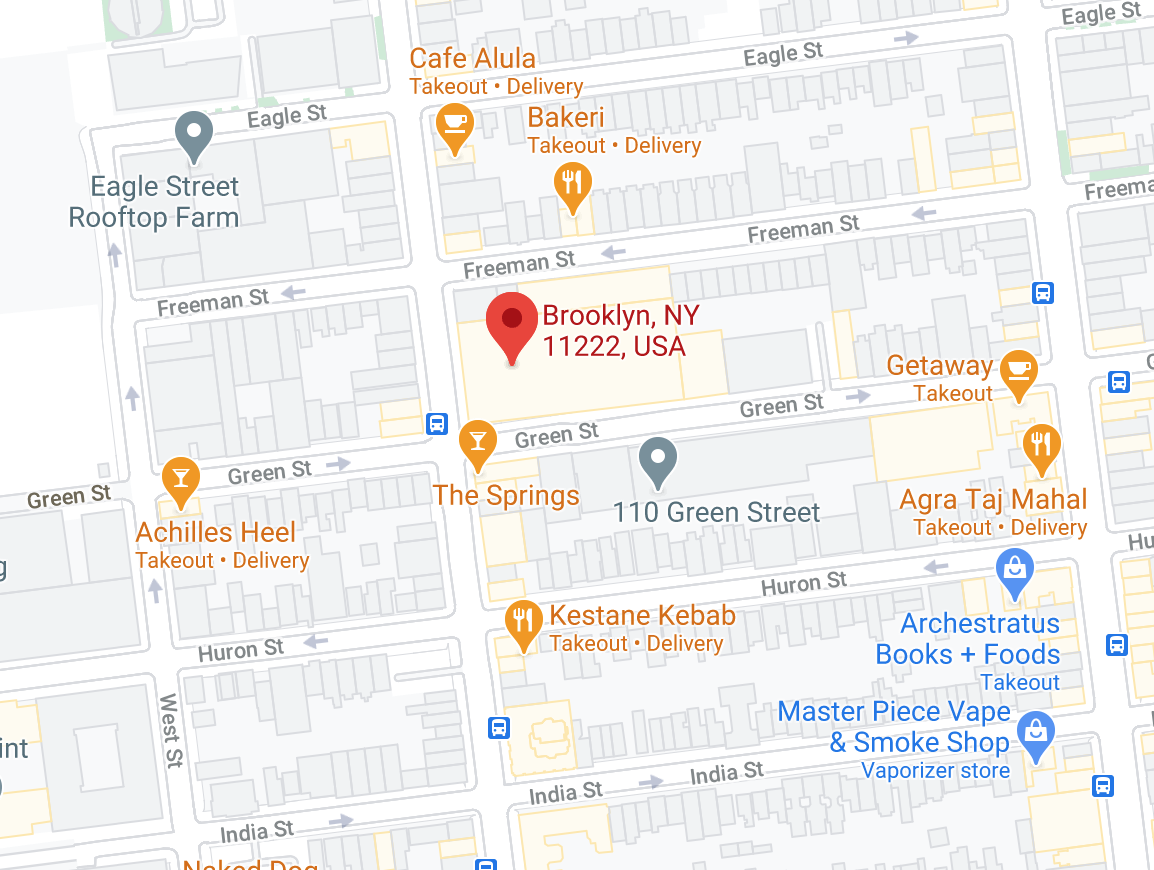 Eagle St
Cafe Alula
Takeout • Delivery
Eagle St
Bakeri
Takeout • Delivery
Eagle St
Eagle Street
Rooftop Farm
Freeman St
Freeman St
Freeman St
Brooklyn, NY
11222, USA
Getaway
Takeout
Green St
Green St
Green St
Green St
The Springs
110 Green Street
Agra Taj Mahal
Takeout • Delivery
Achilles Heel
Takeout • Delivery
Huron St
Kestane Kebab
Takeout • Delivery
Archestratus
Books + Foods
Takeout
Huron St
West St
Master Piece Vape
& Smoke Shop
Vaporizer store
India St
India St
India St